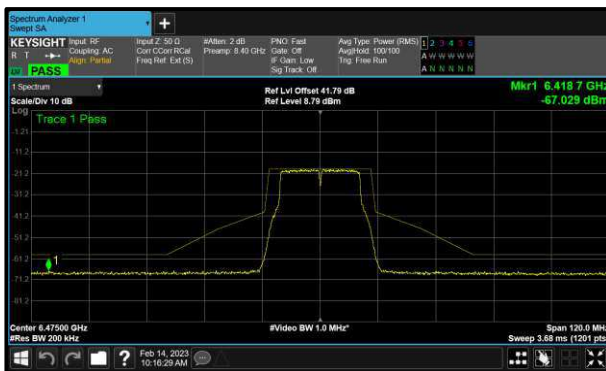 Spectrum Analyzer 1
Swept SA
+
KEYSIGHT
R T
LXI
PASS
Input: RF
Coupling: AC
Align: Partial
Input Z: 50 Ω
Corr CCorr RCal
Freq Ref: Ext (S)
#Atten: 2 dB
Preamp: 8.40 GHz
PNO: Fast
Gate: Off
IF Gain: Low
Sig Track: Off
Avg Type: Power (RMS)
Avg|Hold: 100/100
Trig: Free Run
1 2 3 4 5 6
A W W W W W
A N N N N N
1 Spectrum
Scale/Div 10 dB
Ref Lvl Offset 41.79 dB
Ref Level 8.79 dBm
Mkr1 6.418 7 GHz
-67.029 dBm
Log
Trace 1 Pass
-1.21
-11.2
-21.2
-31.2
-41.2
-51.2
-61.2
-71.2
-81.2
1
Center 6.47500 GHz
#Res BW 200 kHz
#Video BW 1.0 MHz*
Span 120.0 MHz
Sweep 3.68 ms (1201 pts)
?
Feb 14, 2023
10:16:29 AM